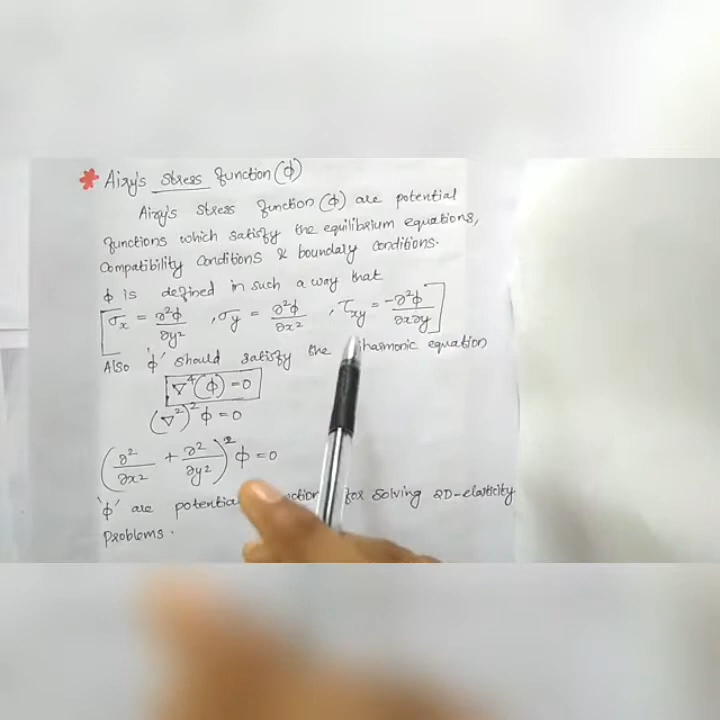 * Airy's Stress function (ϕ)
Airy's stress function (ϕ) are potential
functions which satisfy the equilibrium equations,
Compatibility Conditions & boundary conditions.
ϕ is defined in such a way that
[σx = ∂²ϕ/∂y² , σy = ∂²ϕ/∂x² , τxy = -∂²ϕ/∂x∂y]
Also 'ϕ' should satisfy the harmonic equation
∇⁴(ϕ) = 0
(∇²)²ϕ = 0
(∂²/∂x² + ∂²/∂y²)² ϕ = 0
'ϕ' are potential for solving 2D-elasticity
Problems.